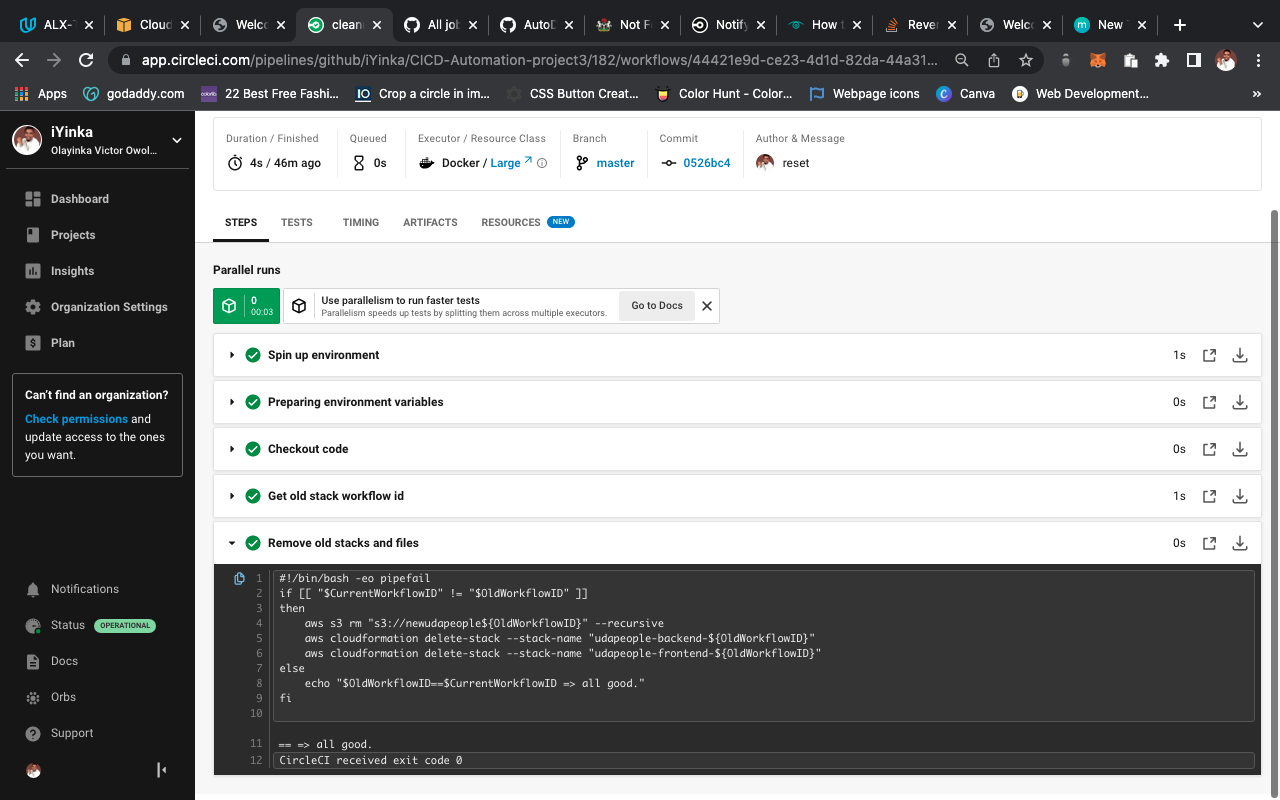 ALX-T
Cloud
Welco
clean
All jol
AutoD
Not F
Notify
How t
Rever
Welco
New T
app.circleci.com/pipelines/github/iYinka/CICD-Automation-project3/182/workflows/44421e9d-ce23-4d1d-82da-44a31...
Apps
godaddy.com
22 Best Free Fashi...
Crop a circle in im...
CSS Button Creat...
Color Hunt - Color...
Webpage icons
Canva
Web Development...
»
iYinka
Olayinka Victor Owol...
Dashboard
Projects
Insights
Organization Settings
Plan
Can't find an organization?
Check permissions and
update access to the ones
you want.
Notifications
Status OPERATIONAL
Docs
Orbs
Support
Duration / Finished
4s / 46m ago
Queued
0s
Executor / Resource Class
Docker / Large
Branch
master
Commit
0526bc4
Author & Message
reset
STEPS
TESTS
TIMING
ARTIFACTS
RESOURCES NEW
Parallel runs
0
00:03
Use parallelism to run faster tests
Parallelism speeds up tests by splitting them across multiple executors.
Go to Docs
Spin up environment 1s
Preparing environment variables 0s
Checkout code 0s
Get old stack workflow id 1s
Remove old stacks and files 0s
1 #!/bin/bash -eo pipefail
2 if [[ "$CurrentWorkflowID" != "$OldWorkflowID" ]]
3 then
4 aws s3 rm "s3://newudapeople${OldWorkflowID}" --recursive
5 aws cloudformation delete-stack --stack-name "udapeople-backend-${OldWorkflowID}"
6 aws cloudformation delete-stack --stack-name "udapeople-frontend-${OldWorkflowID}"
7 else
8 echo "$OldWorkflowID==$CurrentWorkflowID => all good."
9 fi
10
11 == => all good.
12 CircleCI received exit code 0